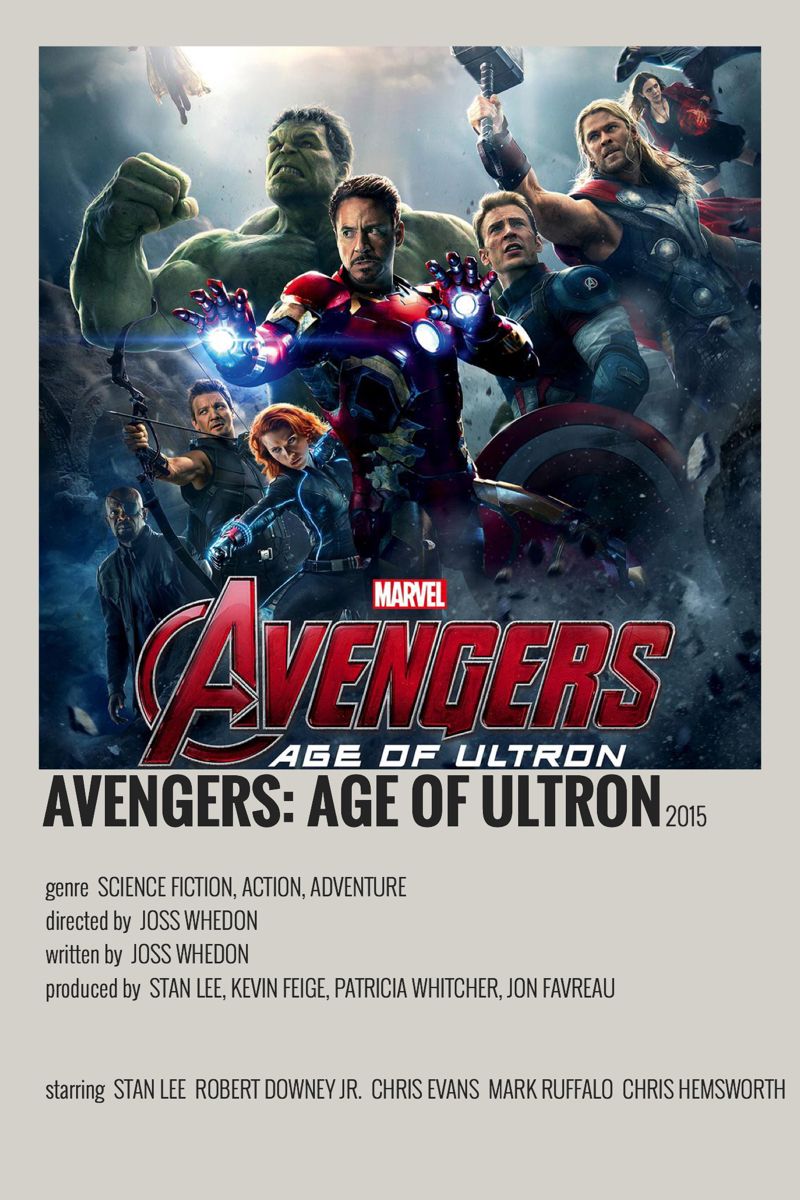 MARVEL
AVENGERS
AGE OF ULTRON
AVENGERS: AGE OF ULTRON 2015
genre SCIENCE FICTION, ACTION, ADVENTURE
directed by JOSS WHEDON
written by JOSS WHEDON
produced by STAN LEE, KEVIN FEIGE, PATRICIA WHITCHER, JON FAVREAU
starring STAN LEE ROBERT DOWNEY JR. CHRIS EVANS MARK RUFFALO CHRIS HEMSWORTH